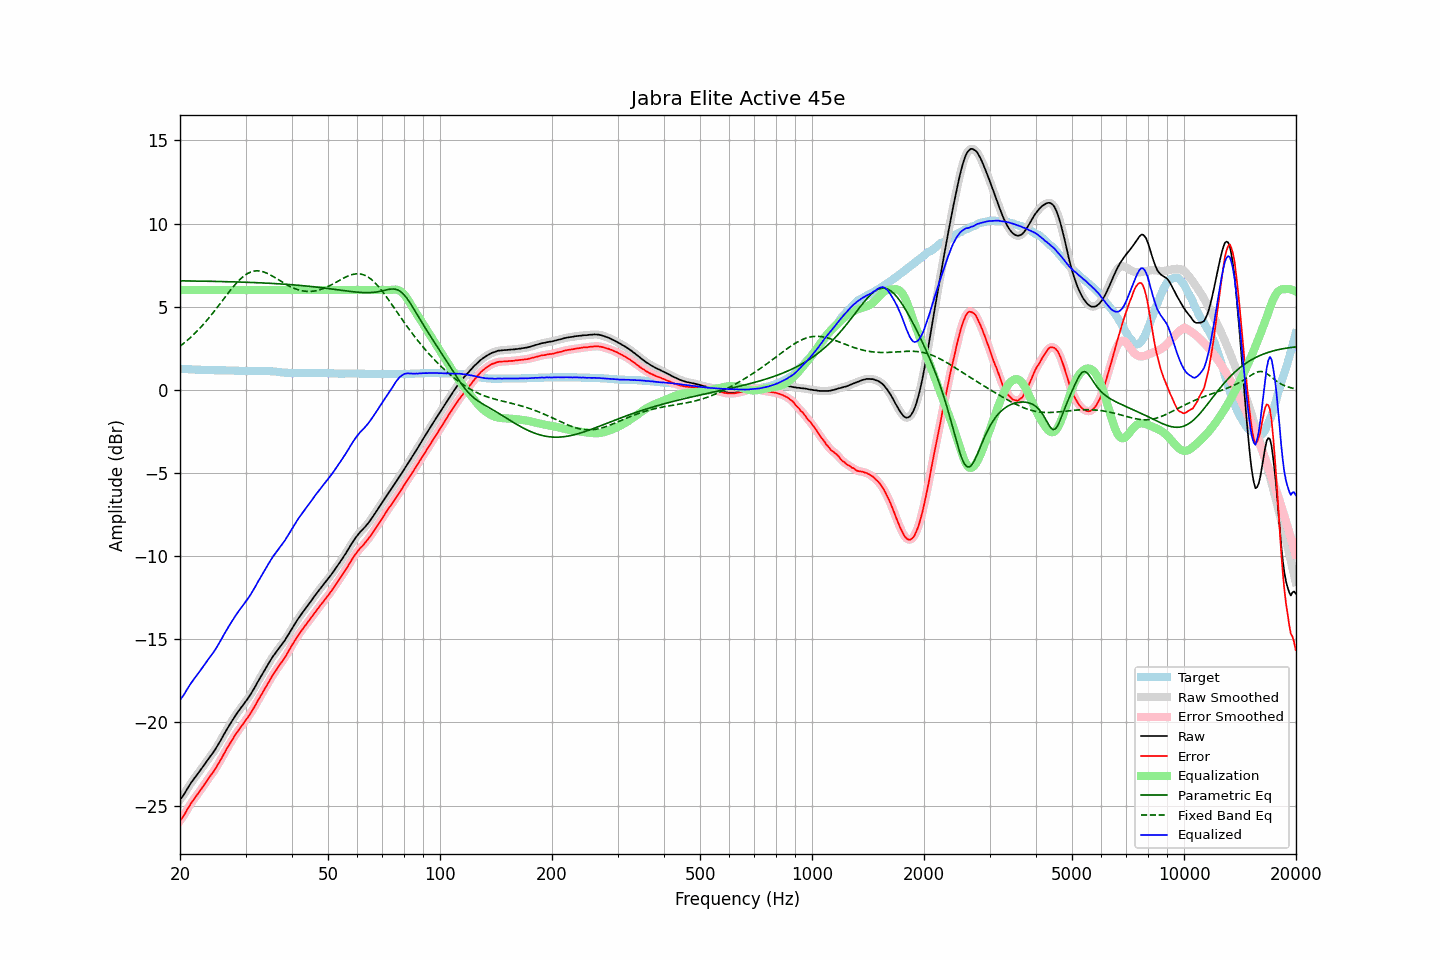 Jabra Elite Active 45e
15
10
5
0
−5
−10
−15
−20
−25
Amplitude (dBr)
20 50 100 200 500 1000 2000 5000 10000 20000
Frequency (Hz)
Target
Raw Smoothed
Error Smoothed
Raw
Error
Equalization
Parametric Eq
Fixed Band Eq
Equalized